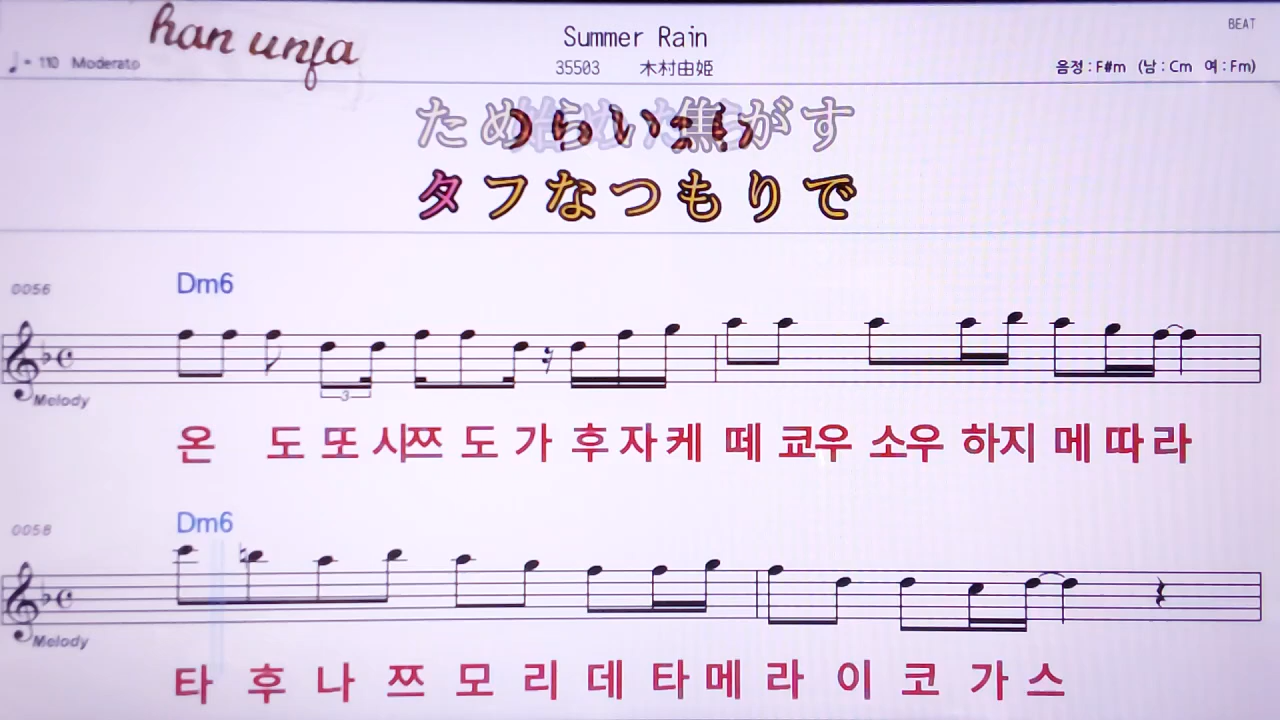 han unfa
Summer Rain
BEAT
♩= 110 Moderato
35503 木村由姫
음정 : F#m (남 : Cm 여 : Fm)
ためらい焦がす
タフなつもりで
0056
Dm6
3
Melody
온 도 또 시쯔 도 가 후 자 케 떼 쿄우 소우 하지 메 따 라
0058
Dm6
Melody
타 후 나 쯔 모 리 데 타 메 라 이 코 가 스